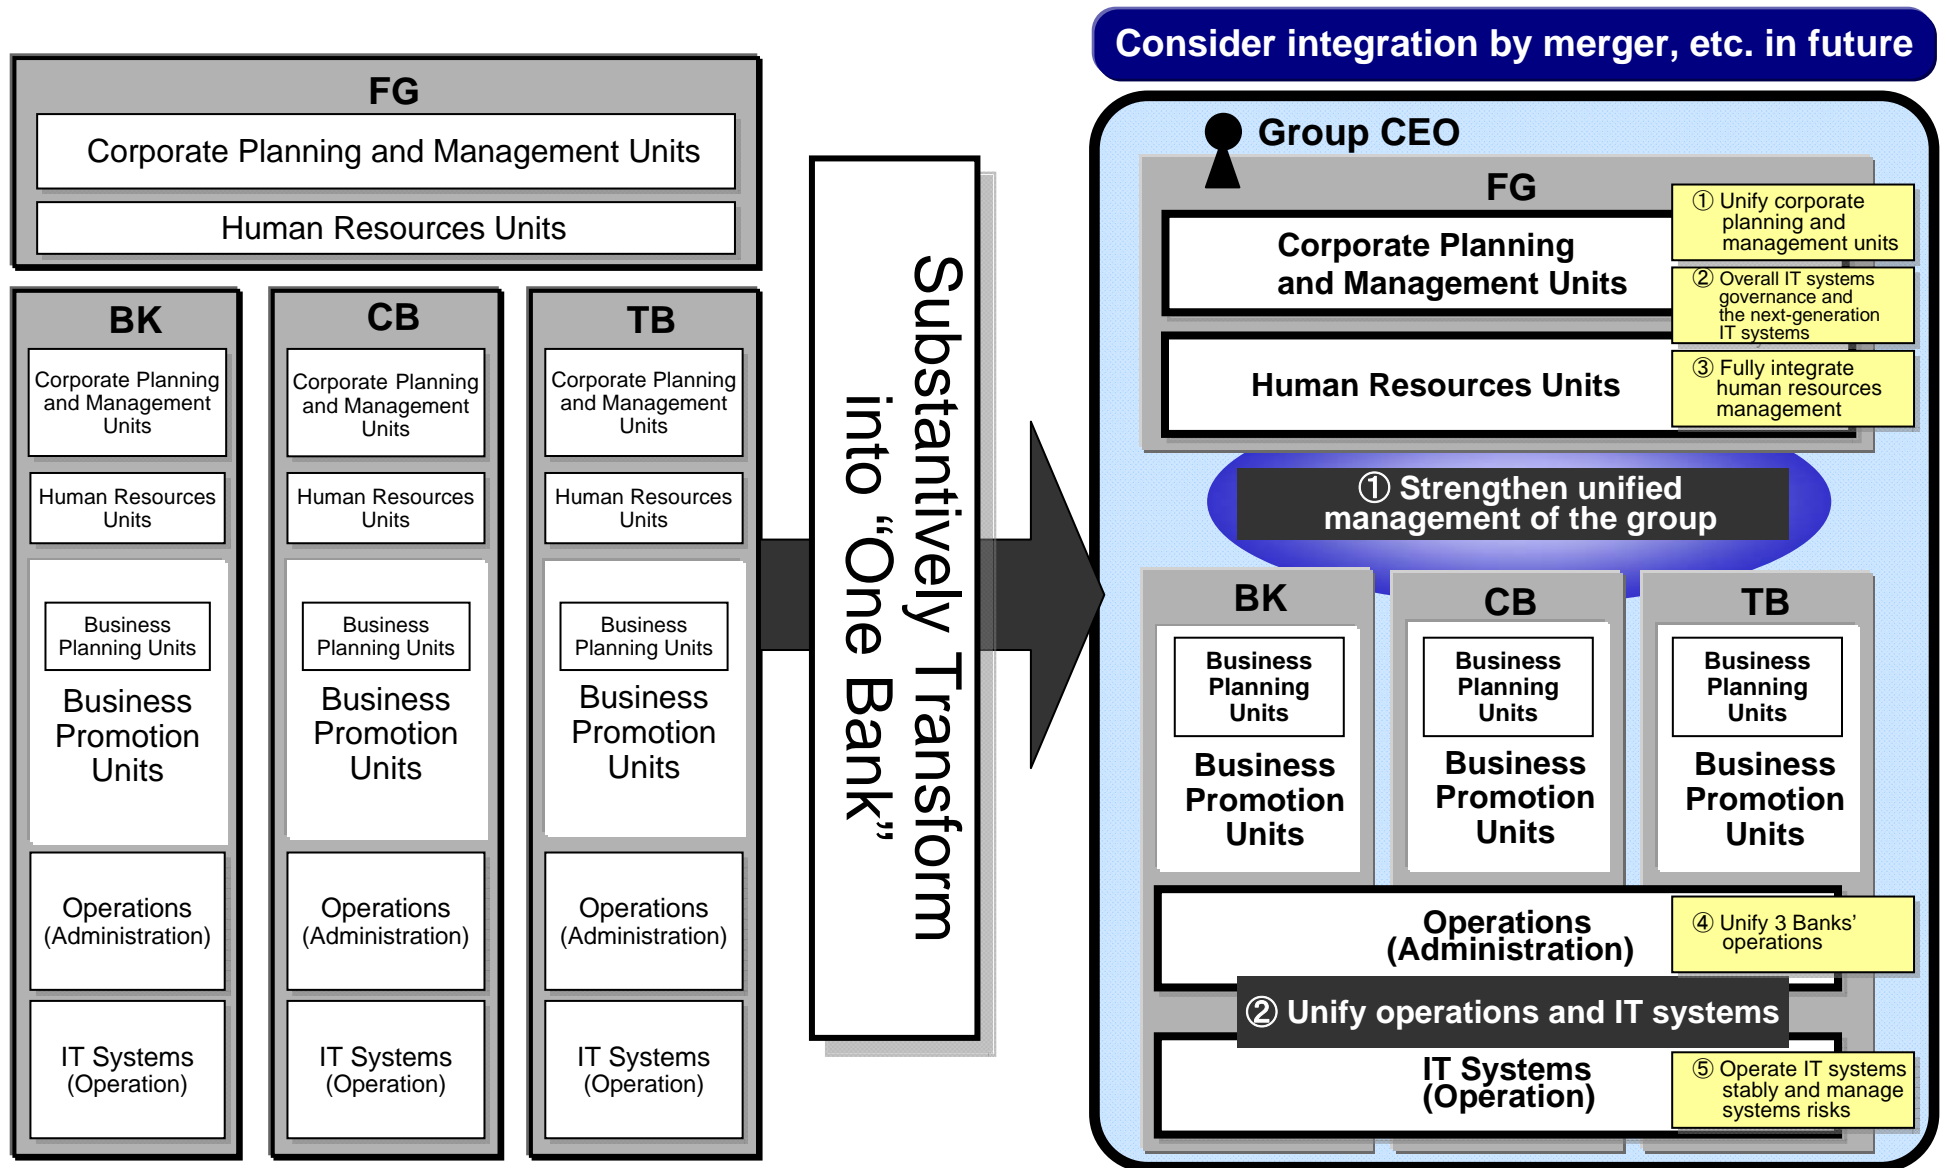 Consider integration by merger, etc. in future
FG
Corporate Planning and Management Units
Human Resources Units
BK
Corporate Planning
and Management
Units
Human Resources
Units
Business
Planning Units
Business
Promotion
Units
Operations
(Administration)
IT Systems
(Operation)
CB
Corporate Planning
and Management
Units
Human Resources
Units
Business
Planning Units
Business
Promotion
Units
Operations
(Administration)
IT Systems
(Operation)
TB
Corporate Planning
and Management
Units
Human Resources
Units
Business
Planning Units
Business
Promotion
Units
Operations
(Administration)
IT Systems
(Operation)
Substantively Transform
into “One Bank”
Group CEO
FG
Corporate Planning
and Management Units
① Unify corporate
planning and
management units
② Overall IT systems
governance and
the next-generation
IT systems
Human Resources Units
③ Fully integrate
human resources
management
① Strengthen unified
management of the group
BK
Business
Planning
Units
Business
Promotion
Units
CB
Business
Planning
Units
Business
Promotion
Units
TB
Business
Planning
Units
Business
Promotion
Units
Operations
(Administration)
④ Unify 3 Banks’
operations
② Unify operations and IT systems
IT Systems
(Operation)
⑤ Operate IT systems
stably and manage
systems risks